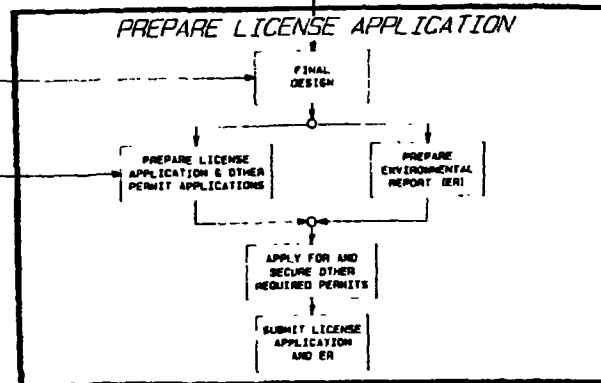 PREPARE LICENSE APPLICATION
FINAL
DESIGN
PREPARE LICENSE
APPLICATION & OTHER
PERMIT APPLICATIONS
PREPARE
ENVIRONMENTAL
REPORT (ER)
APPLY FOR AND
SECURE OTHER
REQUIRED PERMITS
SUBMIT LICENSE
APPLICATION
AND ER